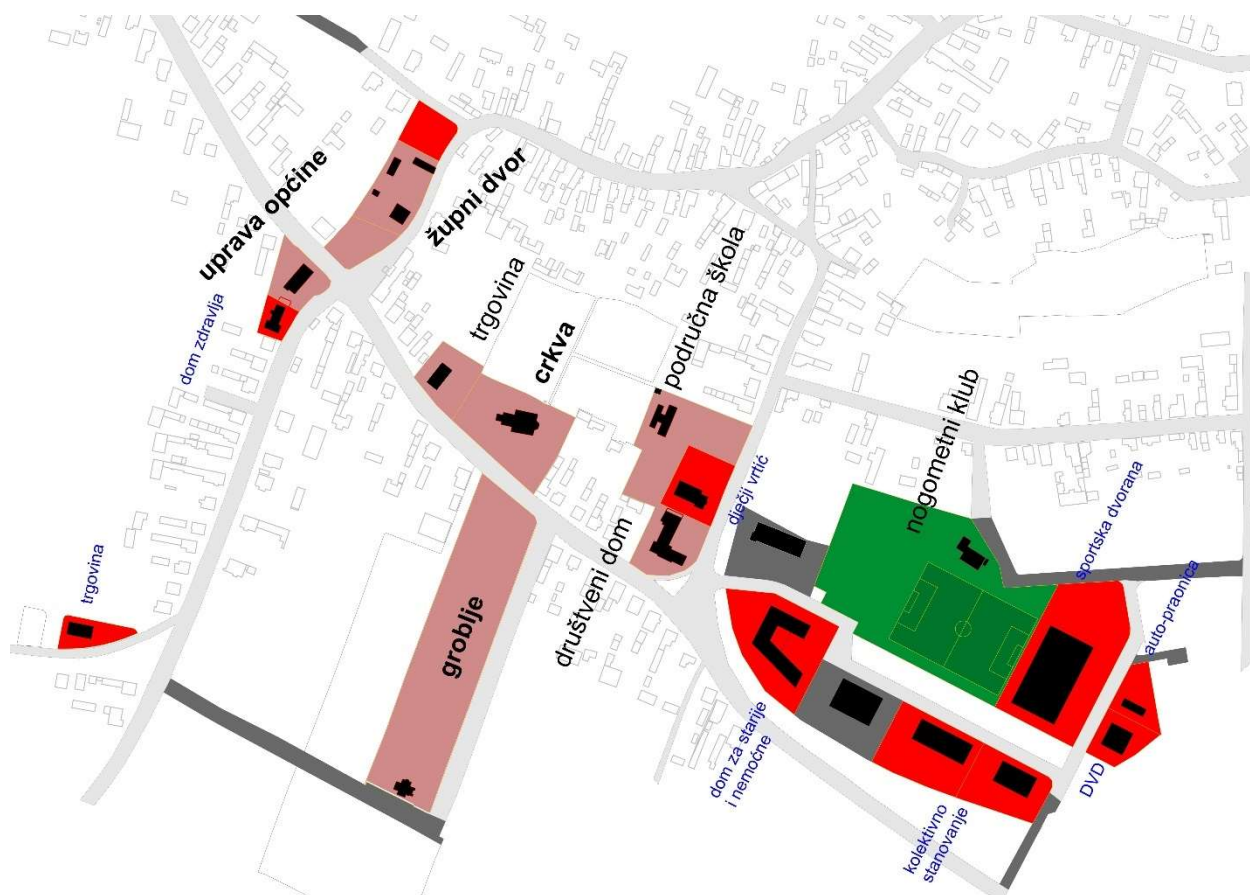 uprava općine
župni dvor
dom zdravlja
trgovina
crkva
područna škola
nogometni klub
dječji vrtić
sportska dvorana
auto-praonica
trgovina
groblje
društveni dom
dom za starije
i nemoćne
kolektivno
stanovanje
DVD